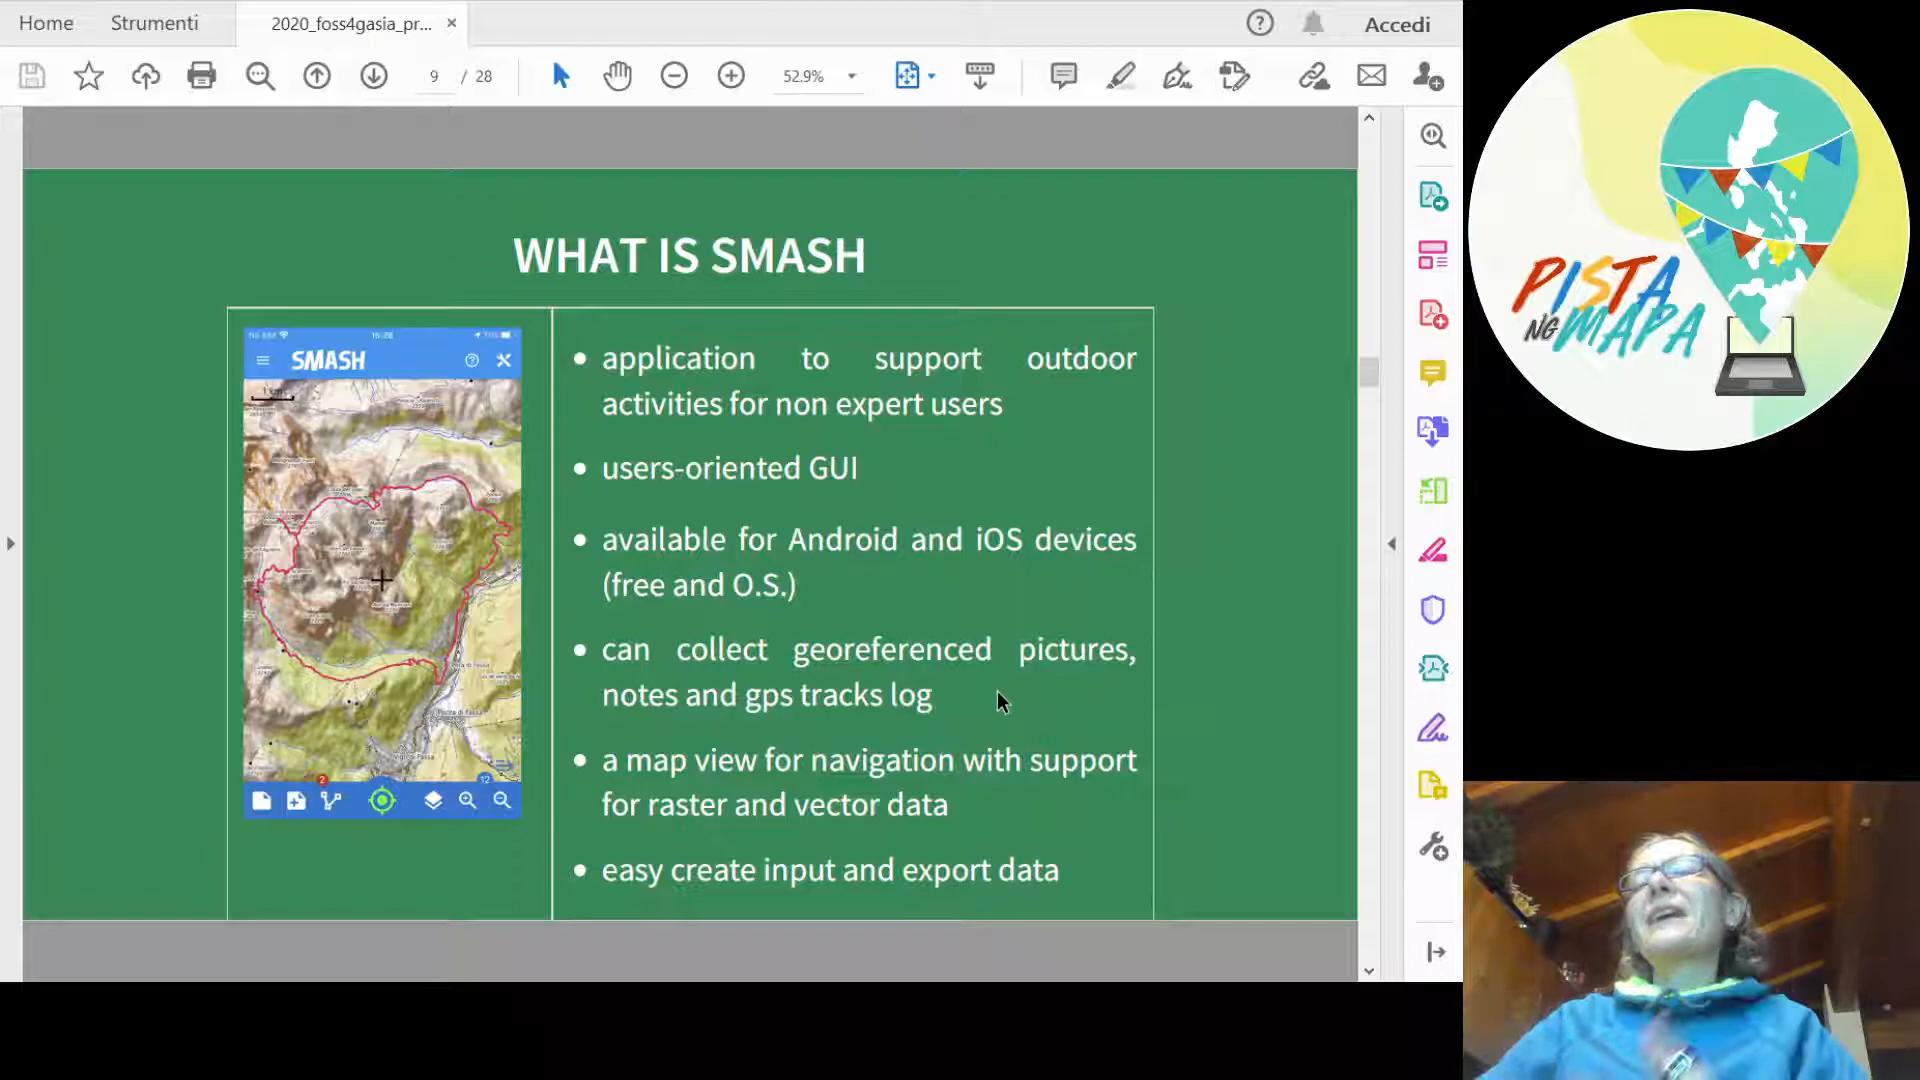 Home
Strumenti
2020_foss4gasia_pr...
Accedi
9 / 28
52.9%
WHAT IS SMASH
SMASH
2
12
• application to support outdoor
activities for non expert users
• users-oriented GUI
• available for Android and iOS devices
(free and O.S.)
• can collect georeferenced pictures,
notes and gps tracks log
• a map view for navigation with support
for raster and vector data
• easy create input and export data
PISTA
NG MAPA